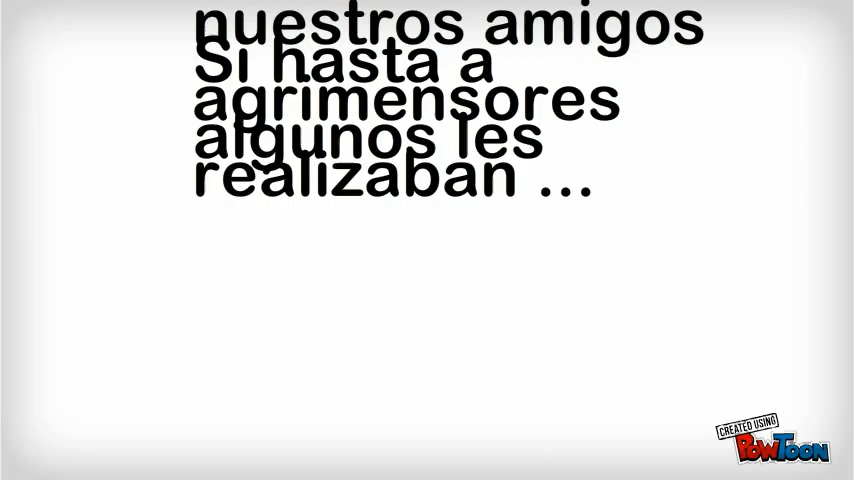 nuestros amigos
Si hasta a
agrimensores
algunos les
realizaban ...
CREATED USING
POWTOON